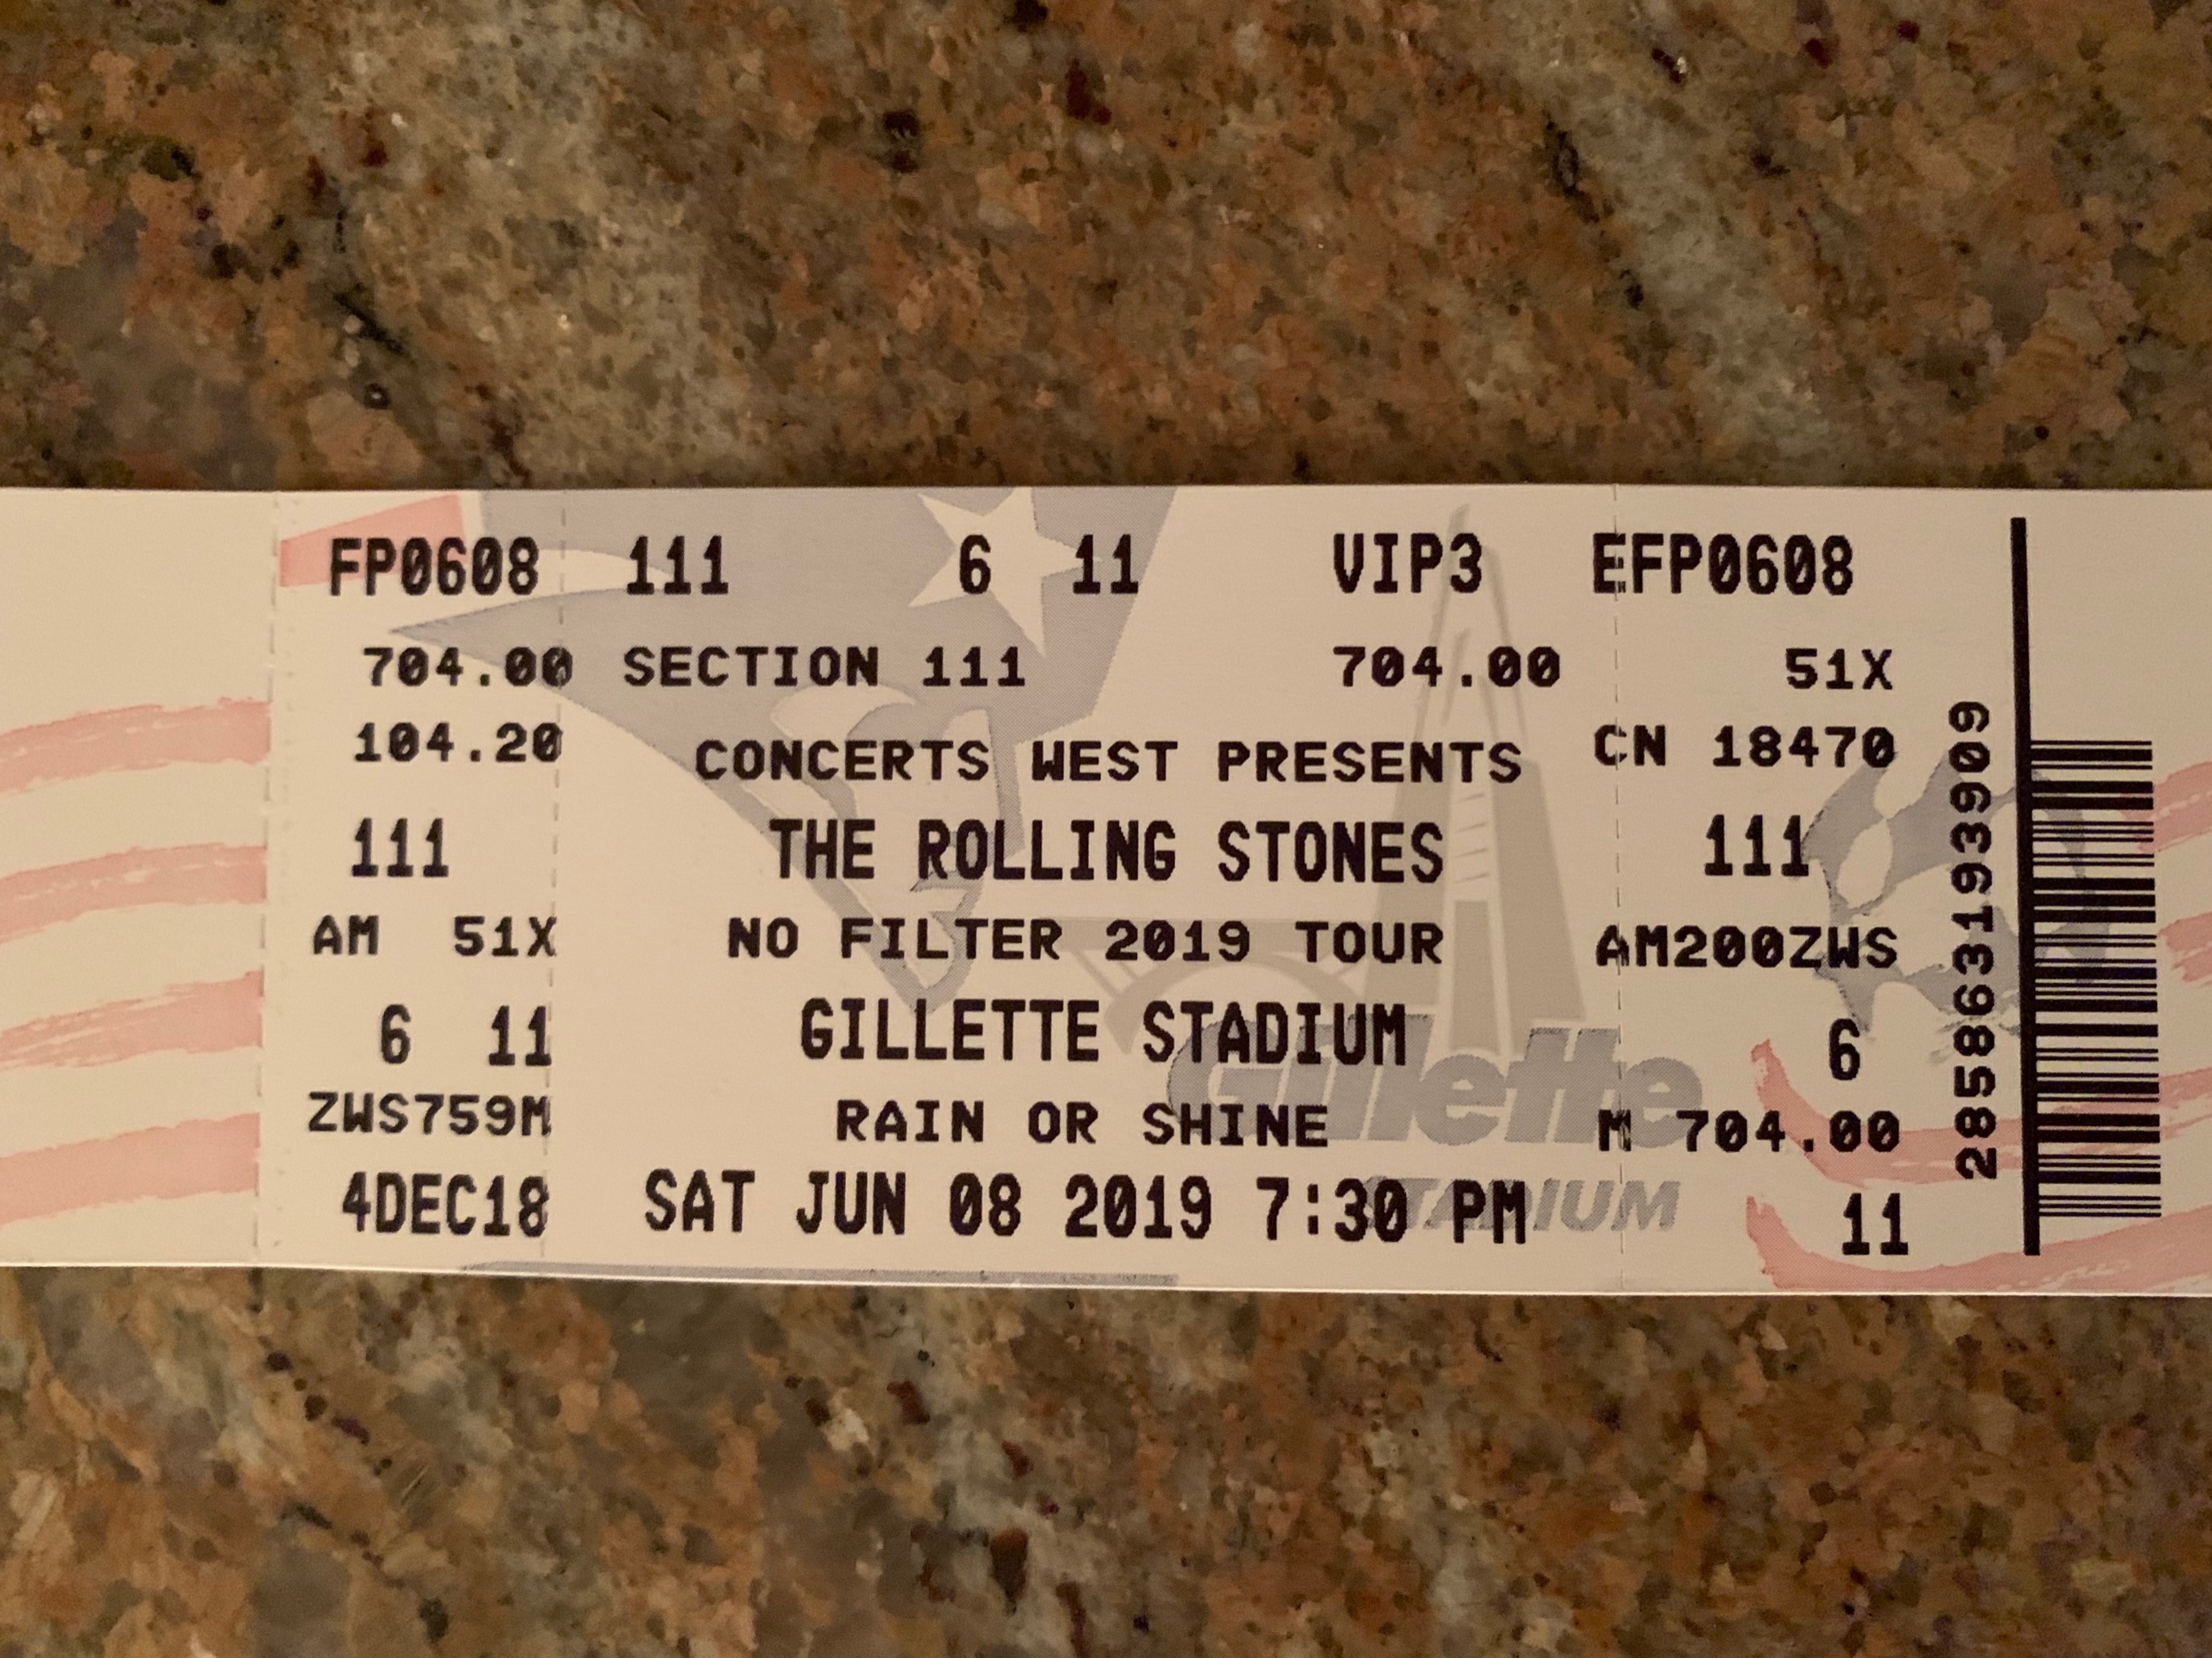 FP0608 111 6 11 VIP3 EFP0608
704.00 SECTION 111 704.00 51X
104.20 CONCERTS WEST PRESENTS CN 18470
111 THE ROLLING STONES 111
AM 51X NO FILTER 2019 TOUR AM200ZWS
6 11 GILLETTE STADIUM 6
ZWS759M RAIN OR SHINE M 704.00
4DEC18 SAT JUN 08 2019 7:30 PM 11
285863193909
Gillette
STADIUM